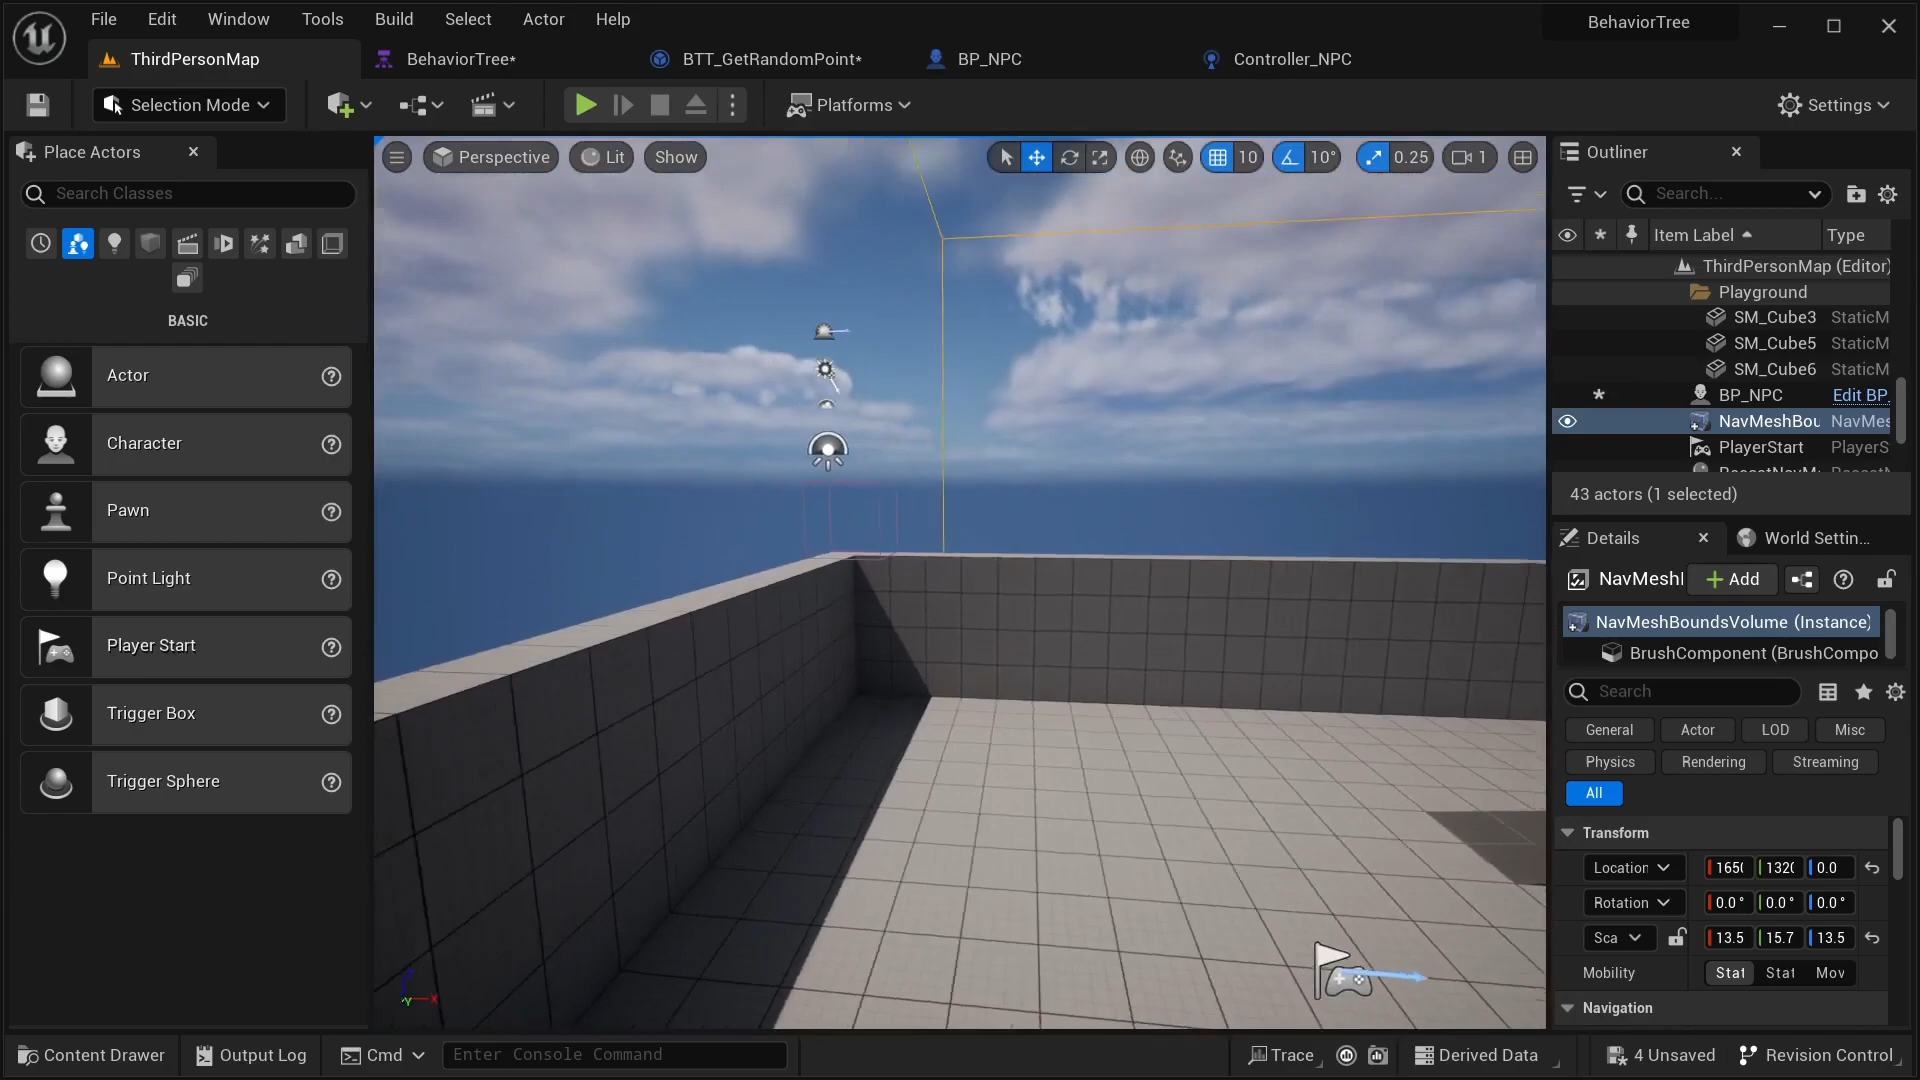 File Edit Window Tools Build Select Actor Help
BehaviorTree
ThirdPersonMap
BehaviorTree*
BTT_GetRandomPoint*
BP_NPC
Controller_NPC
Selection Mode
Platforms
Settings
Place Actors
Search Classes
BASIC
Actor
Character
Pawn
Point Light
Player Start
Trigger Box
Trigger Sphere
Perspective
Lit
Show
10
10°
0.25
1
Outliner
Search...
Item Label
Type
ThirdPersonMap (Editor)
Playground
SM_Cube3 StaticM
SM_Cube5 StaticM
SM_Cube6 StaticM
BP_NPC Edit BP_
NavMeshBou NavMes
PlayerStart PlayerS
43 actors (1 selected)
Details
World Settin...
NavMeshI
Add
NavMeshBoundsVolume (Instance)
BrushComponent (BrushCompo
Search
General Actor LOD Misc
Physics Rendering Streaming
All
Transform
Location 165( 132( 0.0
Rotation 0.0° 0.0° 0.0°
Sca 13.5 15.7 13.5
Mobility Stat Stat Mov
Navigation
Content Drawer
Output Log
Cmd
Enter Console Command
Trace
Derived Data
4 Unsaved
Revision Control